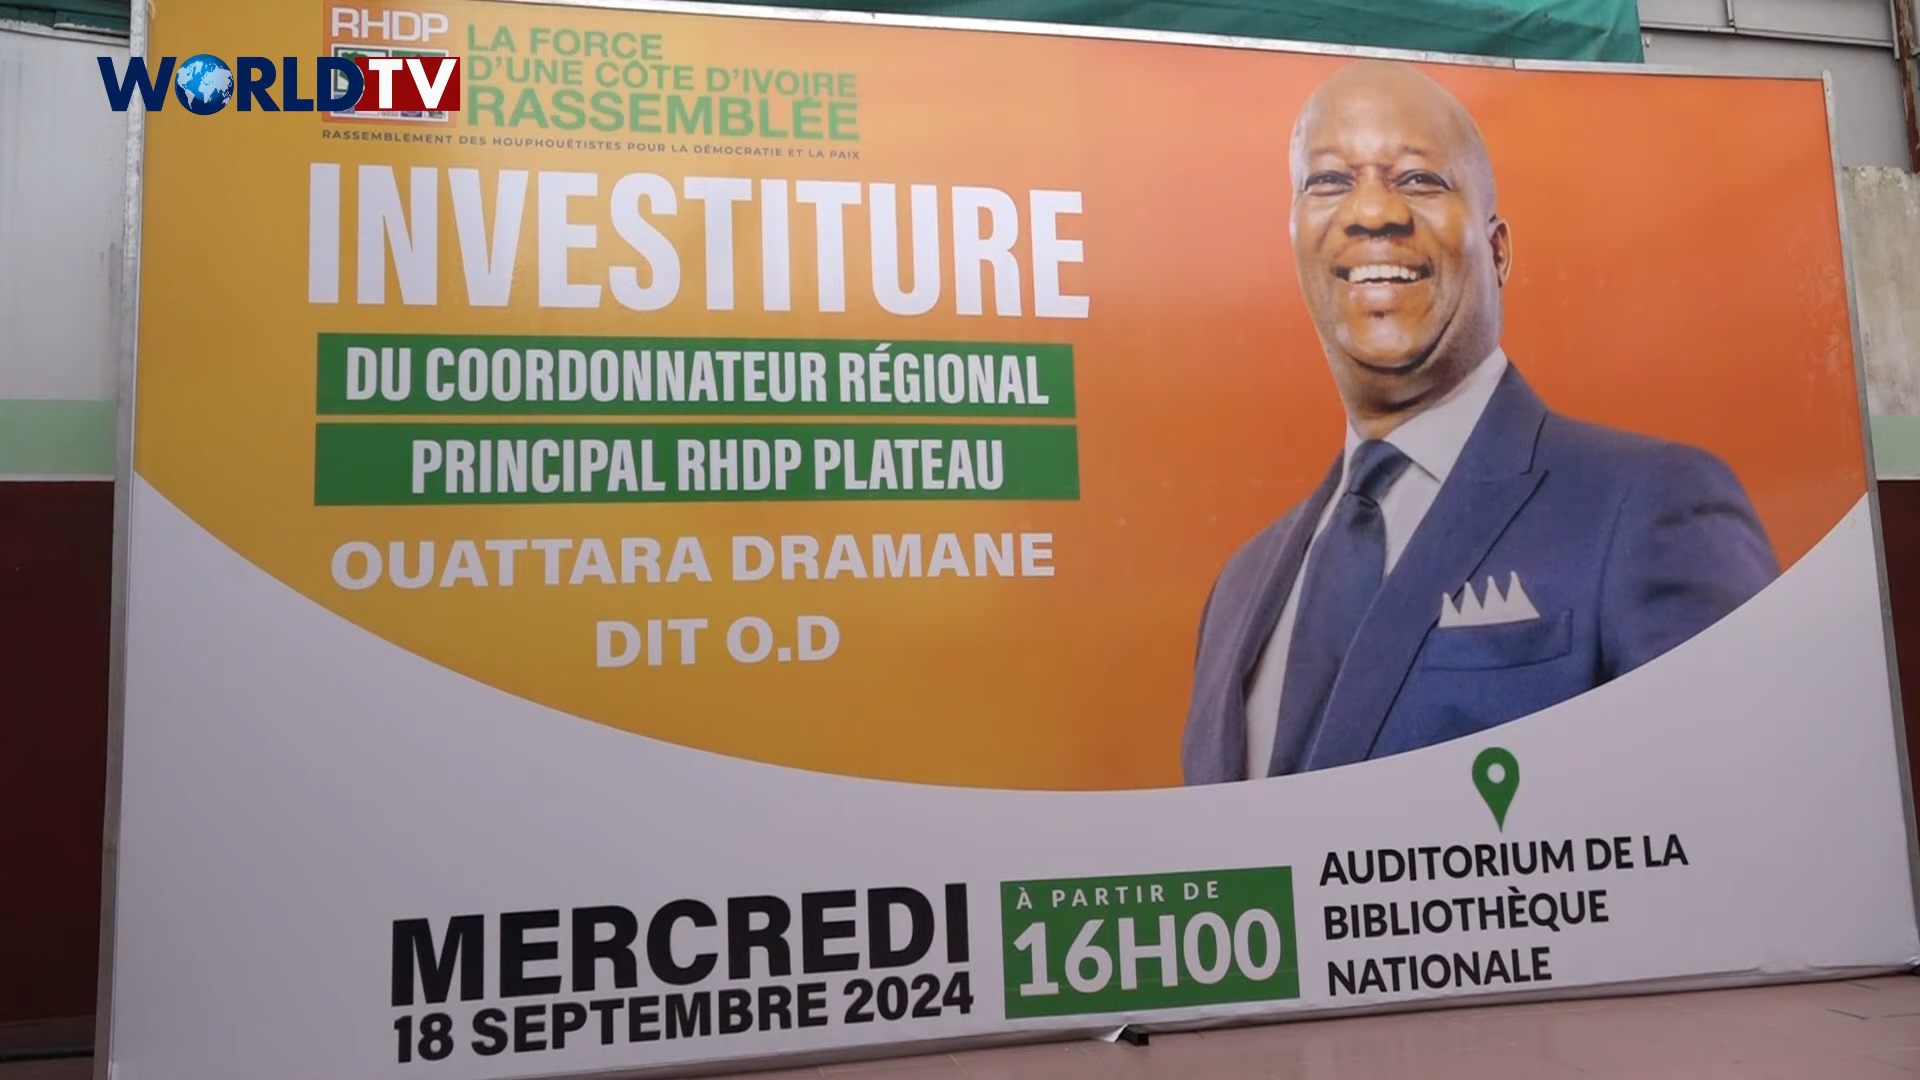 WORLD TV
RHDP
LA FORCE
D'UNE CÔTE D'IVOIRE
RASSEMBLÉE
RASSEMBLEMENT DES HOUPHOUËTISTES POUR LA DÉMOCRATIE ET LA PAIX
INVESTITURE
DU COORDONNATEUR RÉGIONAL
PRINCIPAL RHDP PLATEAU
OUATTARA DRAMANE
DIT O.D
MERCREDI
18 SEPTEMBRE 2024
À PARTIR DE
16H00
AUDITORIUM DE LA
BIBLIOTHÈQUE
NATIONALE